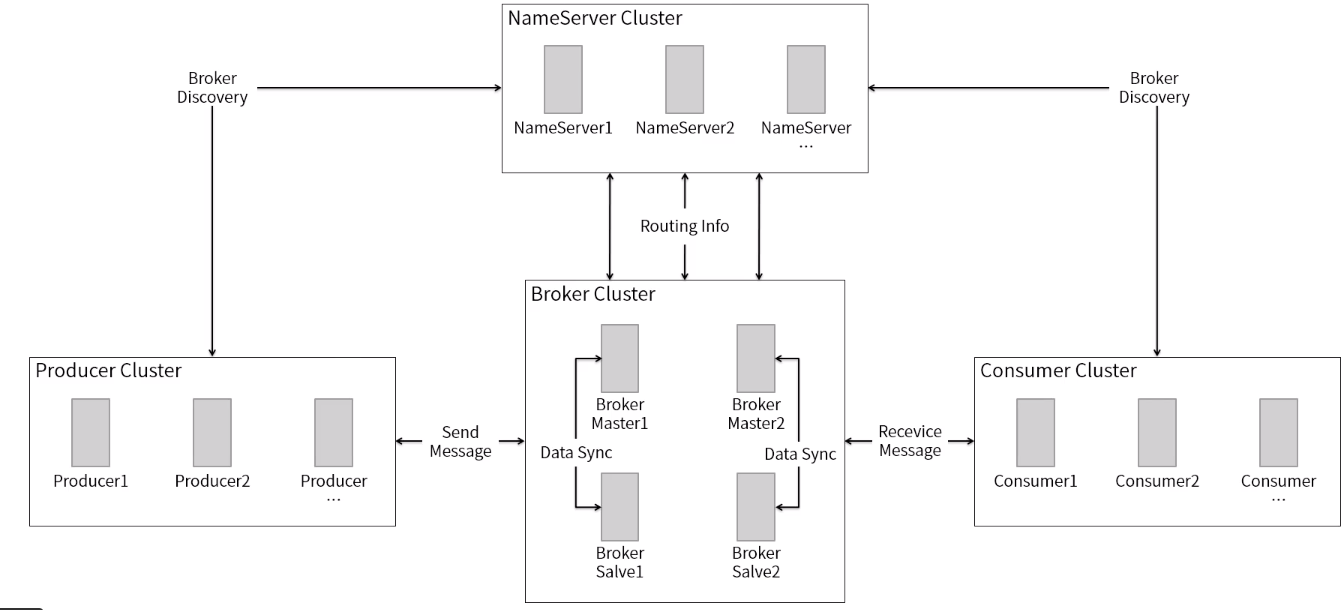 NameServer Cluster
NameServer1
NameServer2
NameServer
...
Broker
Discovery
Broker
Discovery
Routing Info
Broker Cluster
Broker
Master1
Broker
Master2
Data Sync
Data Sync
Broker
Salve1
Broker
Salve2
Producer Cluster
Producer1
Producer2
Producer
...
Send
Message
Recevice
Message
Consumer Cluster
Consumer1
Consumer2
Consumer
...